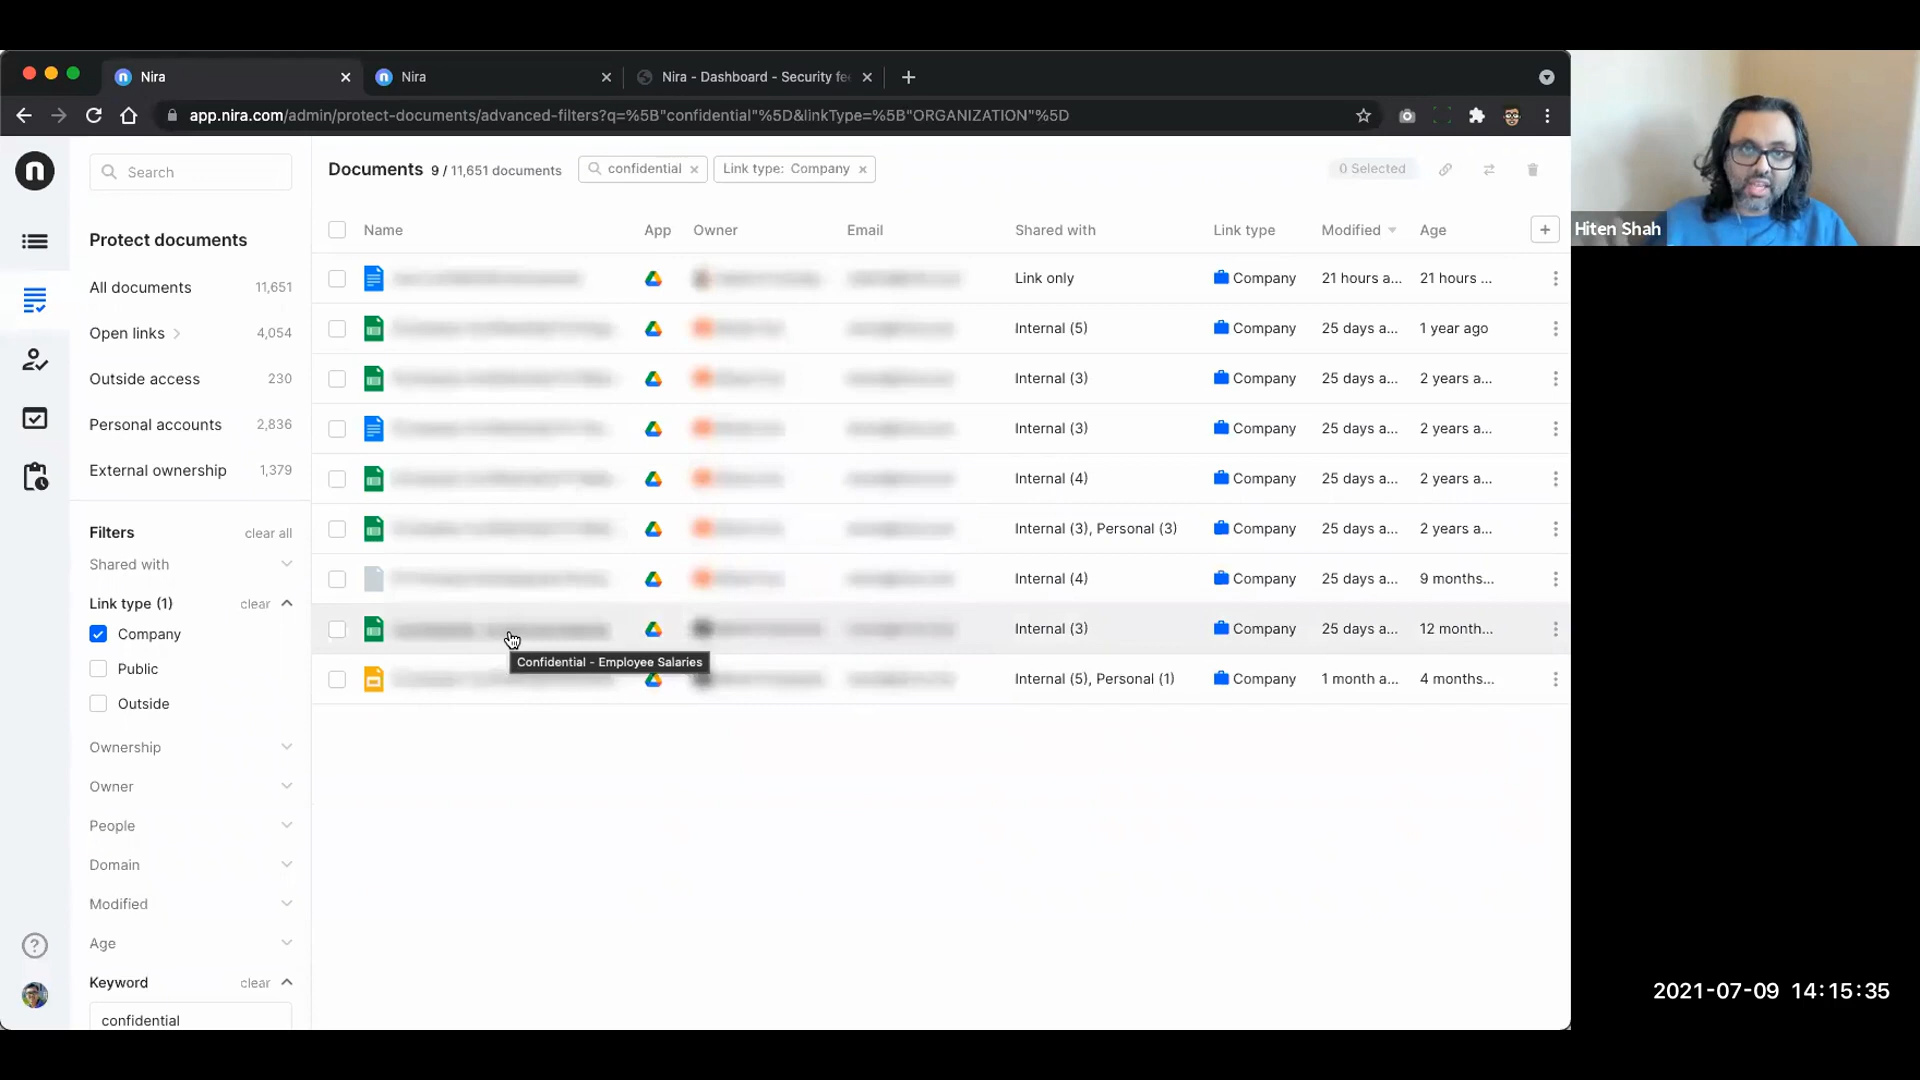 Nira
Nira
Nira - Dashboard - Security fe
app.nira.com/admin/protect-documents/advanced-filters?q=%5B"confidential"%5D&linkType=%5B"ORGANIZATION"%5D
Hiten Shah
Search
Documents 9 / 11,651 documents
confidential
Link type: Company
0 Selected
Name App Owner Email Shared with Link type Modified Age
Protect documents
All documents 11,651
Open links 4,054
Outside access 230
Personal accounts 2,836
External ownership 1,379
Filters clear all
Shared with
Link type (1) clear
Company
Public
Outside
Ownership
Owner
People
Domain
Modified
Age
Keyword clear
confidential
Link only Company 21 hours a... 21 hours ...
Internal (5) Company 25 days a... 1 year ago
Internal (3) Company 25 days a... 2 years a...
Internal (3) Company 25 days a... 2 years a...
Internal (4) Company 25 days a... 2 years a...
Internal (3), Personal (3) Company 25 days a... 2 years a...
Internal (4) Company 25 days a... 9 months...
Internal (3) Company 25 days a... 12 month...
Confidential - Employee Salaries
Internal (5), Personal (1) Company 1 month a... 4 months...
2021-07-09 14:15:35